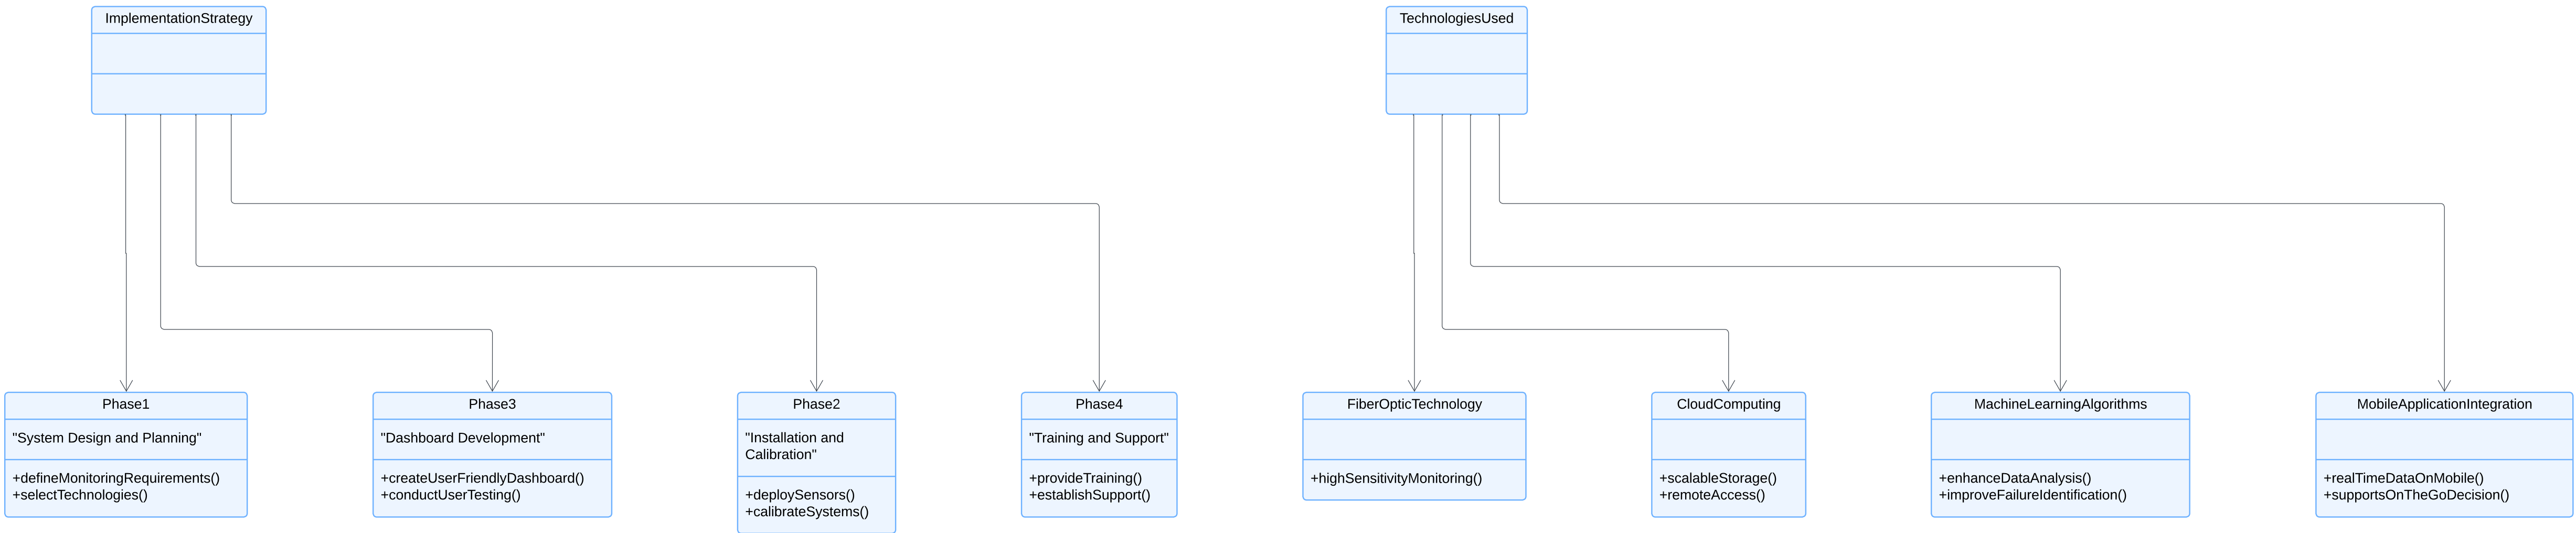 ImplementationStrategy
TechnologiesUsed
Phase1
"System Design and Planning"
+defineMonitoringRequirements()
+selectTechnologies()
Phase3
"Dashboard Development"
+createUserFriendlyDashboard()
+conductUserTesting()
Phase2
"Installation and
Calibration"
+deploySensors()
+calibrateSystems()
Phase4
"Training and Support"
+provideTraining()
+establishSupport()
FiberOpticTechnology
+highSensitivityMonitoring()
CloudComputing
+scalableStorage()
+remoteAccess()
MachineLearningAlgorithms
+enhanceDataAnalysis()
+improveFailureIdentification()
MobileApplicationIntegration
+realTimeDataOnMobile()
+supportsOnTheGoDecision()